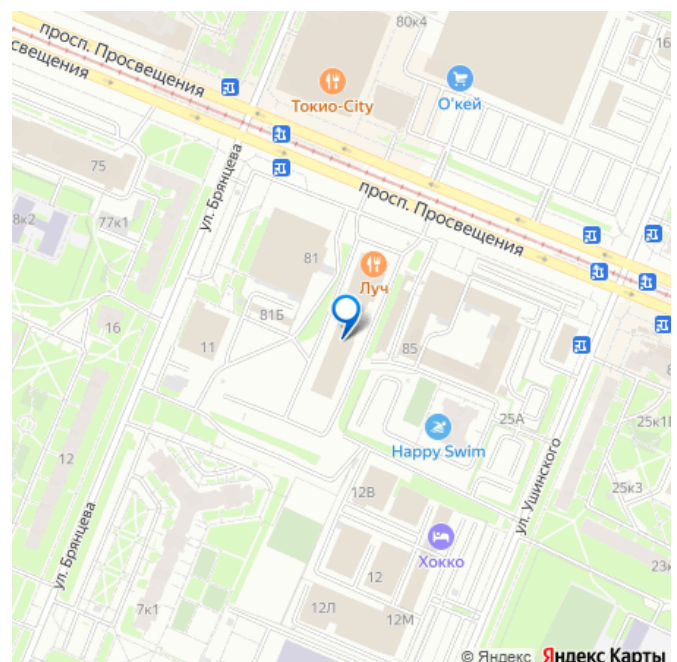 80к4
16
просп. Просвещения
свещения
Токио-City
О'кей
75
ул. Брянцева
просп. Просвещения
8к2
77к1
81
Луч
81Б
16
11
85
25А
25к1
Happy Swim
12
12В
25к3
ул. Ушинского
ул. Брянцева
Хокко
12
23к
7к1
12Л
12М
© Яндекс Яндекс Карты